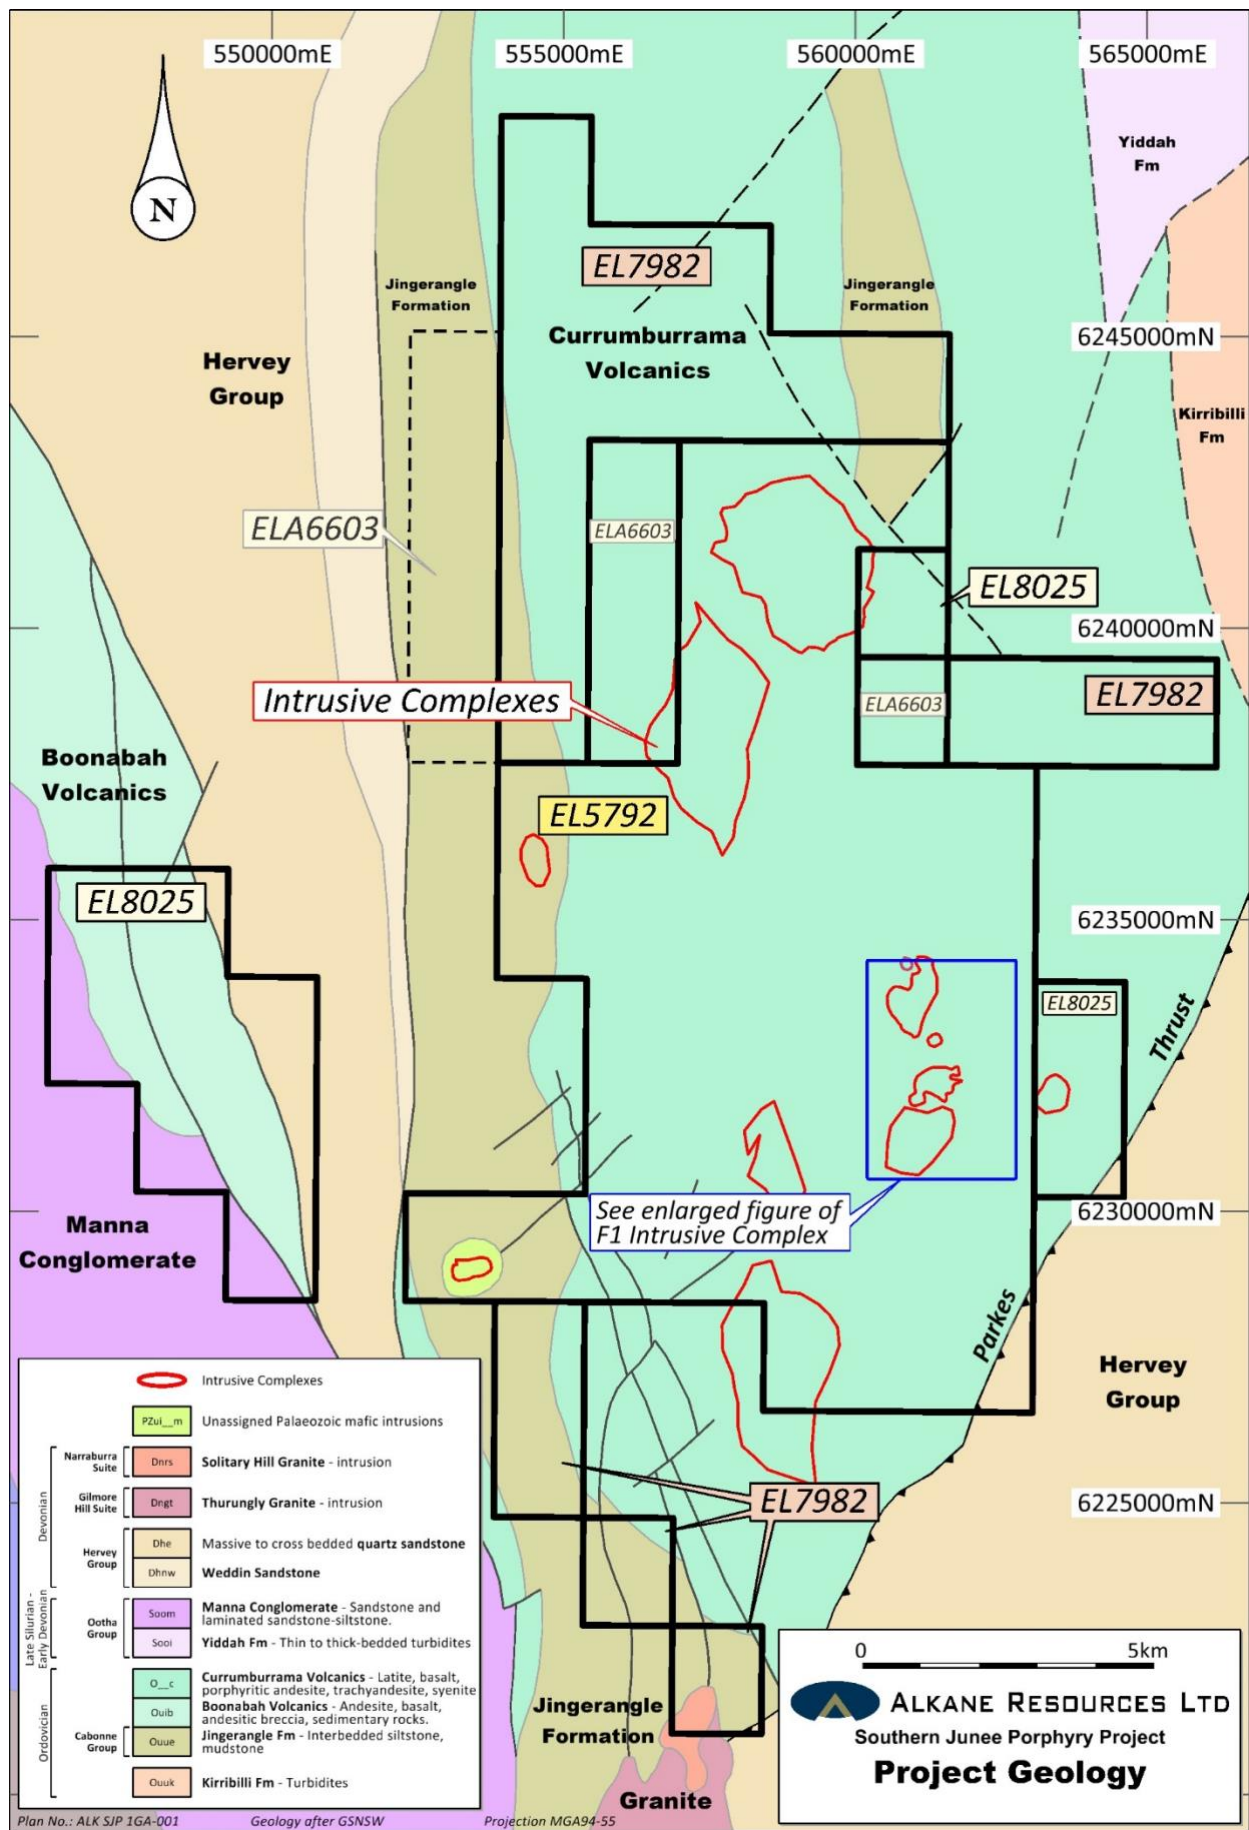 550000mE
555000mE
560000mE
565000mE
Yiddah
Fm
N
EL7982
Jingerangle
Formation
Jingerangle
Formation
Currumburrama
Volcanics
6245000mN
Hervey
Group
Kirribilli
Fm
ELA6603
ELA6603
EL8025
6240000mN
Intrusive Complexes
ELA6603
EL7982
Boonabah
Volcanics
EL5792
EL8025
6235000mN
EL8025
Thrust
See enlarged figure of
F1 Intrusive Complex
6230000mN
Manna
Conglomerate
Parkes
Hervey
Group
EL7982
6225000mN
Intrusive Complexes
PZui__m
Unassigned Palaeozoic mafic intrusions
Devonian
Narraburra
Suite
Dnrs
Solitary Hill Granite - intrusion
Gilmore
Hill Suite
Dngt
Thurungly Granite - intrusion
Hervey
Group
Dhe
Massive to cross bedded quartz sandstone
Dhnw
Weddin Sandstone
Late Silurian -
Early Devonian
Ootha
Group
Soom
Manna Conglomerate - Sandstone and
laminated sandstone-siltstone.
Sooi
Yiddah Fm - Thin to thick-bedded turbidites
Ordovician
O__c
Currumburrama Volcanics - Latite, basalt,
porphyritic andesite, trachyandesite, syenite
Ouib
Boonabah Volcanics - Andesite, basalt,
andesitic breccia, sedimentary rocks.
Cabonne
Group
Ouue
Jingerangle Fm - Interbedded siltstone,
mudstone
Ouuk
Kirribilli Fm - Turbidites
Jingerangle
Formation
Granite
0
5km
ALKANE RESOURCES LTD
Southern Junee Porphyry Project
Project Geology
Plan No.: ALK SJP 1GA-001
Geology after GSNSW
Projection MGA94-55